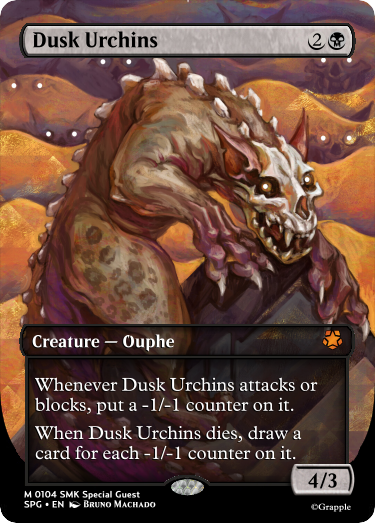 Dusk Urchins 2
Creature — Ouphe
Whenever Dusk Urchins attacks or
blocks, put a -1/-1 counter on it.
When Dusk Urchins dies, draw a
card for each -1/-1 counter on it.
4/3
M 0104 SMK Special Guest
SPG • EN Bruno Machado
©Grapple